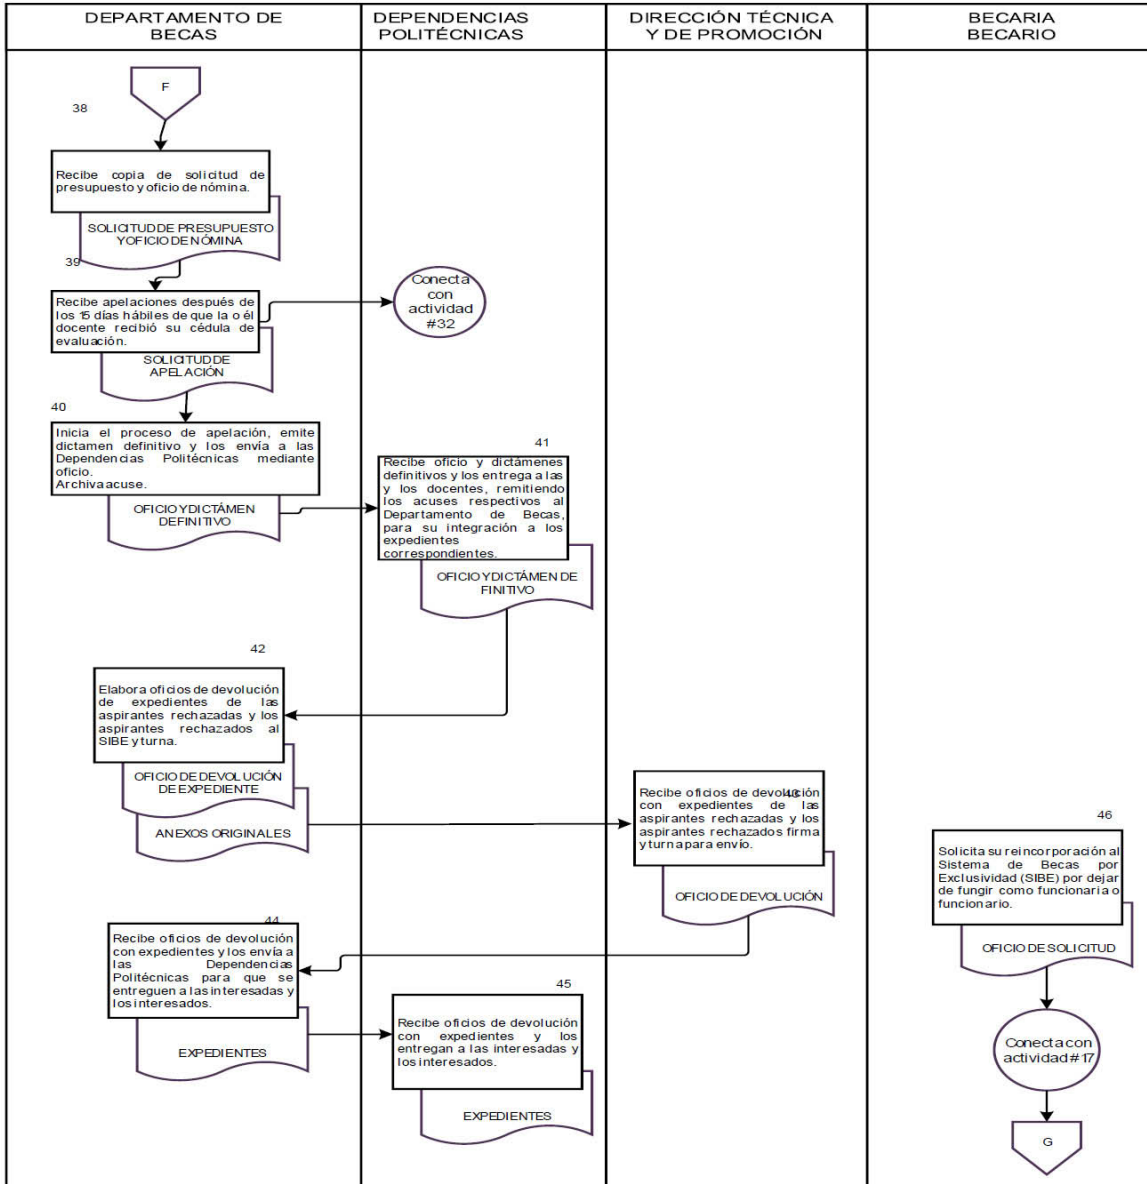 DEPARTAMENTO DE
BECAS
DEPENDENCIAS
POLITÉCNICAS
DIRECCIÓN TÉCNICA
Y DE PROMOCIÓN
BECARIA
BECARIO
F
38
Recibe copia de solicitud de
presupuesto y oficio de nómina.
SOLICITUD DE PRESUPUESTO
Y OFICIO DE NÓMINA
39
Recibe apelaciones después de
los 15 días hábiles de que la o él
docente recibió su cédula de
evaluación.
SOLICITUD DE
APELACIÓN
Conecta
con
actividad
#32
40
Inicia el proceso de apelación, emite
dictamen definitivo y los envía a las
Dependencias Politécnicas mediante
oficio.
Archiva acuse.
OFICIO Y DICTÁMEN
DEFINITIVO
41
Recibe oficio y dictámenes
definitivos y los entrega a las
y los docentes, remitiendo
los acuses respectivos al
Departamento de Becas,
para su integración a los
expedientes
correspondientes.
OFICIO Y DICTÁMEN DE
FINITIVO
42
Elabora oficios de devolución
de expedientes de las
aspirantes rechazadas y los
aspirantes rechazados al
SIBE y turna.
OFICIO DE DEVOLUCIÓN
DE EXPEDIENTE
ANEXOS ORIGINALES
43
Recibe oficios de devolución
con expedientes de las
aspirantes rechazadas y los
aspirantes rechazados firma
y turna para envío.
OFICIO DE DEVOLUCIÓN
44
Recibe oficios de devolución
con expedientes y los envía a
las Dependencias
Politécnicas para que se
entreguen a las interesadas y
los interesados.
EXPEDIENTES
45
Recibe oficios de devolución
con expedientes y los
entregan a las interesadas y
los interesados.
EXPEDIENTES
46
Solicita su reincorporación al
Sistema de Becas por
Exclusividad (SIBE) por dejar
de fungir como funcionaria o
funcionario.
OFICIO DE SOLICITUD
Conecta con
actividad #17
G